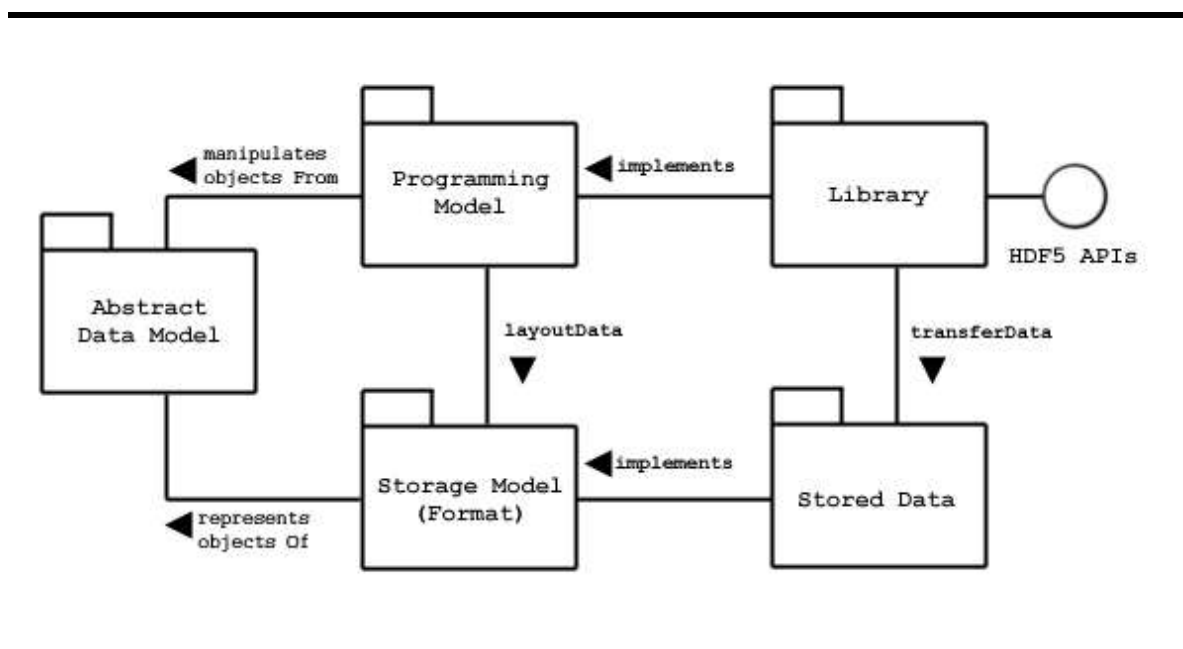 manipulates
objects From
Programming
Model
implements
Library
HDF5 APIs
Abstract
Data Model
layoutData
transferData
Storage Model
(Format)
implements
Stored Data
represents
objects Of